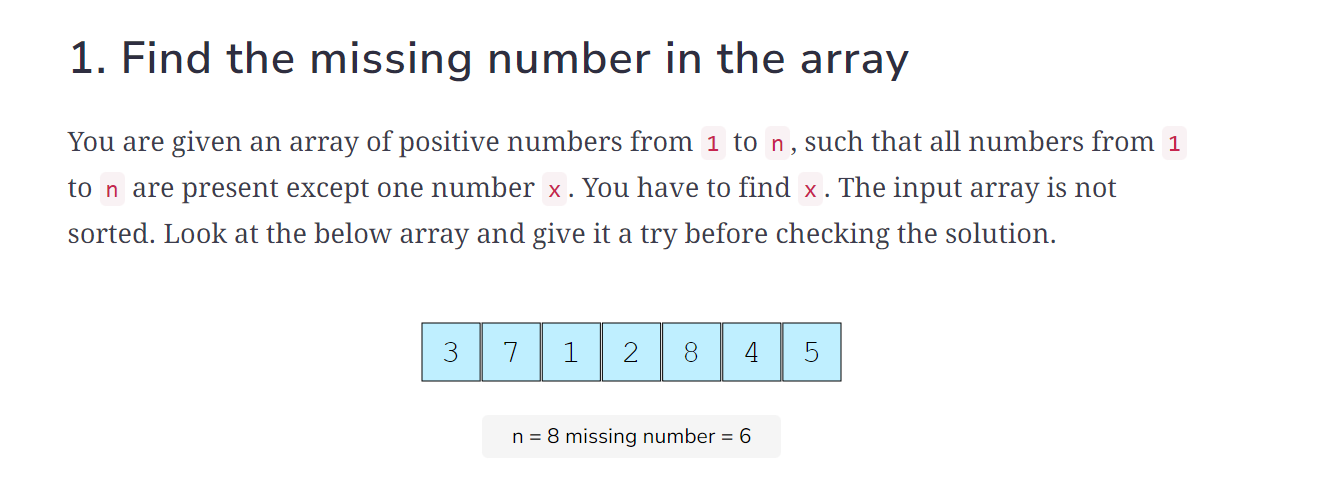 1. Find the missing number in the array
You are given an array of positive numbers from 1 to n, such that all numbers from 1
to n are present except one number x. You have to find x. The input array is not
sorted. Look at the below array and give it a try before checking the solution.
3 7 1 2 8 4 5
n = 8 missing number = 6